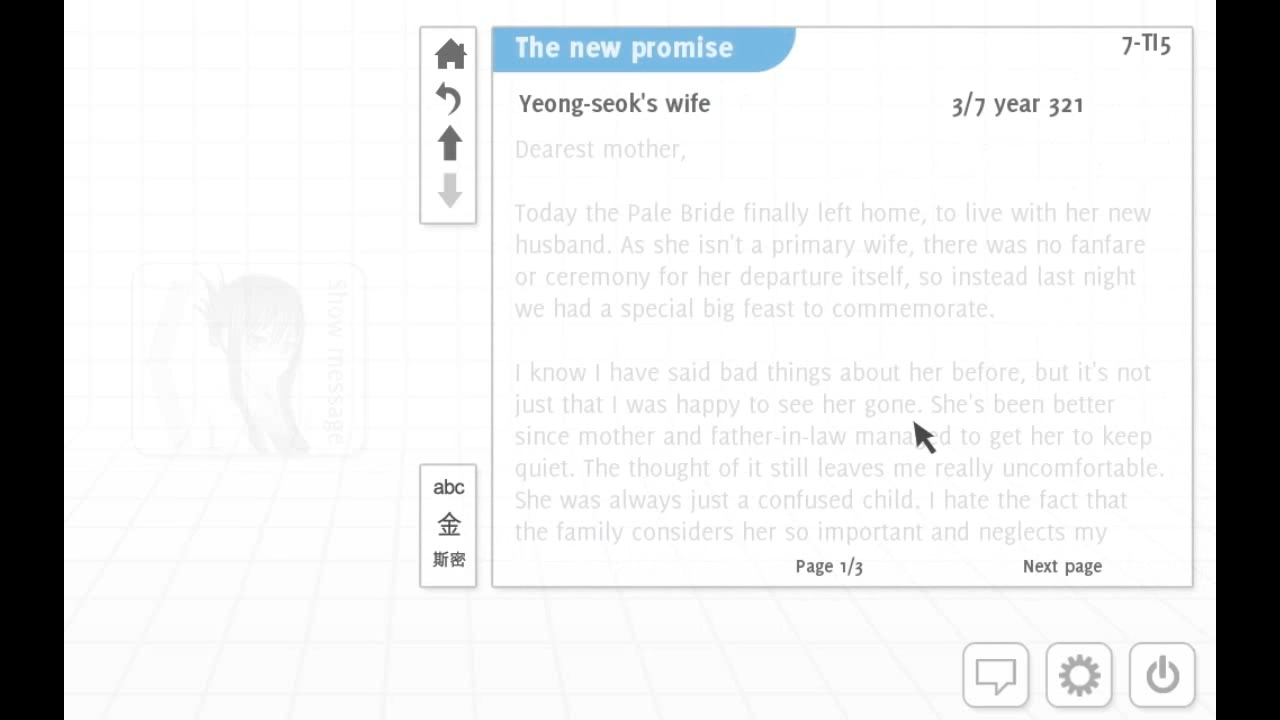 The new promise
7-TI5
Yeong-seok's wife
3/7 year 321
Dearest mother,
Today the Pale Bride finally left home, to live with her new
husband. As she isn't a primary wife, there was no fanfare
or ceremony for her departure itself, so instead last night
we had a special big feast to commemorate.
I know I have said bad things about her before, but it's not
just that I was happy to see her gone. She's been better
since mother and father-in-law managed to get her to keep
quiet. The thought of it still leaves me really uncomfortable.
She was always just a confused child. I hate the fact that
the family considers her so important and neglects my
Page 1/3
Next page
Show message
abc
金
斯密